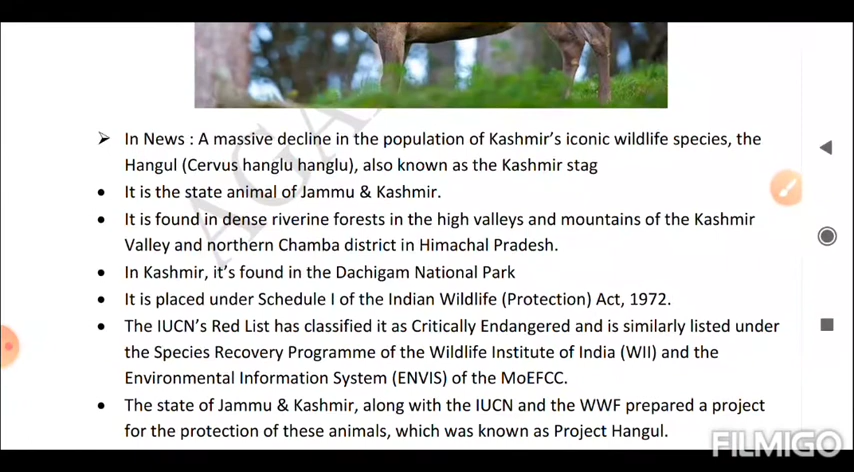 ➢ In News : A massive decline in the population of Kashmir's iconic wildlife species, the
Hangul (Cervus hanglu hanglu), also known as the Kashmir stag
• It is the state animal of Jammu & Kashmir.
• It is found in dense riverine forests in the high valleys and mountains of the Kashmir
Valley and northern Chamba district in Himachal Pradesh.
• In Kashmir, it's found in the Dachigam National Park
• It is placed under Schedule I of the Indian Wildlife (Protection) Act, 1972.
• The IUCN's Red List has classified it as Critically Endangered and is similarly listed under
the Species Recovery Programme of the Wildlife Institute of India (WII) and the
Environmental Information System (ENVIS) of the MoEFCC.
• The state of Jammu & Kashmir, along with the IUCN and the WWF prepared a project
for the protection of these animals, which was known as Project Hangul.
FILMIGO